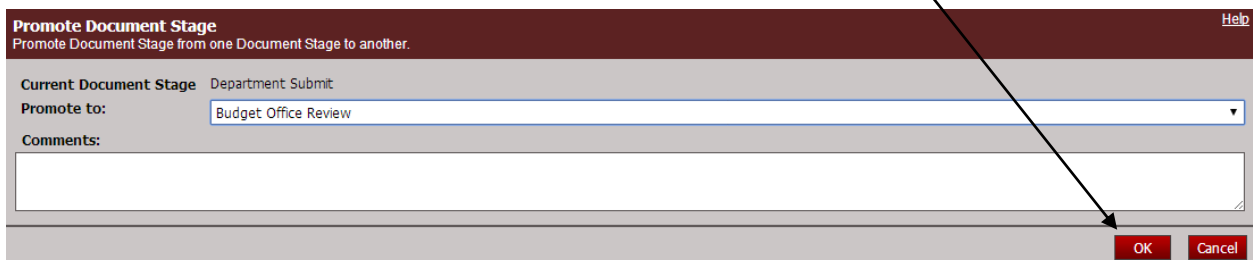 Promote Document Stage
Help
Promote Document Stage from one Document Stage to another.
Current Document Stage Department Submit
Promote to: Budget Office Review
Comments:
OK Cancel